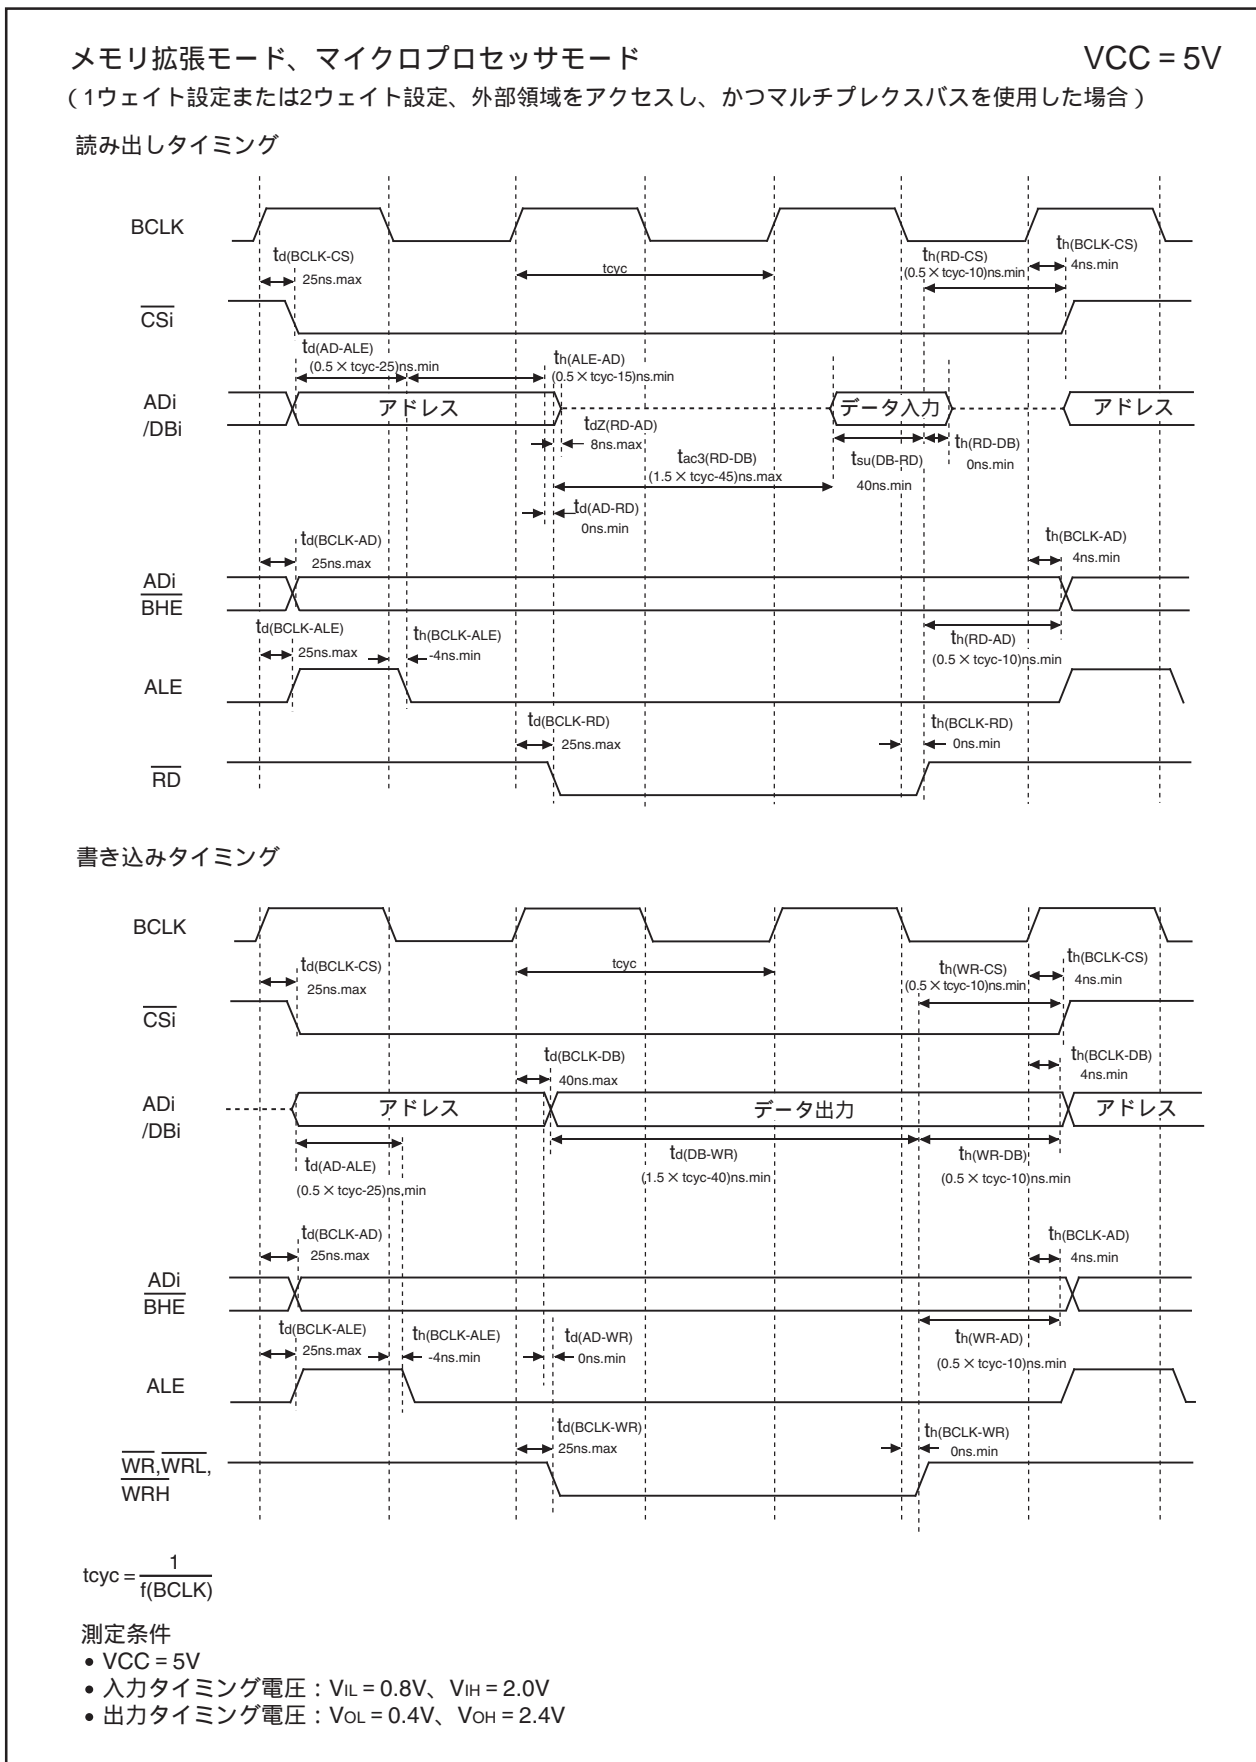 メモリ拡張モード、マイクロプロセッサモード
VCC = 5V
（1ウェイト設定または2ウェイト設定、外部領域をアクセスし、かつマルチプレクスバスを使用した場合）
読み出しタイミング
BCLK
td(BCLK-CS)
25ns.max
tcyc
th(RD-CS)
(0.5×tcyc-10)ns.min
th(BCLK-CS)
4ns.min
CSi
td(AD-ALE)
(0.5×tcyc-25)ns.min
th(ALE-AD)
(0.5×tcyc-15)ns.min
ADi
/DBi
アドレス
データ入力
アドレス
tdZ(RD-AD)
8ns.max
tac3(RD-DB)
(1.5×tcyc-45)ns.max
tsu(DB-RD)
40ns.min
th(RD-DB)
0ns.min
td(AD-RD)
0ns.min
td(BCLK-AD)
25ns.max
th(BCLK-AD)
4ns.min
ADi
BHE
td(BCLK-ALE)
25ns.max
th(BCLK-ALE)
-4ns.min
th(RD-AD)
(0.5×tcyc-10)ns.min
ALE
td(BCLK-RD)
25ns.max
th(BCLK-RD)
0ns.min
RD
書き込みタイミング
BCLK
td(BCLK-CS)
25ns.max
tcyc
th(WR-CS)
(0.5×tcyc-10)ns.min
th(BCLK-CS)
4ns.min
CSi
td(BCLK-DB)
40ns.max
th(BCLK-DB)
4ns.min
ADi
/DBi
アドレス
データ出力
アドレス
td(AD-ALE)
(0.5×tcyc-25)ns.min
td(DB-WR)
(1.5×tcyc-40)ns.min
th(WR-DB)
(0.5×tcyc-10)ns.min
td(BCLK-AD)
25ns.max
th(BCLK-AD)
4ns.min
ADi
BHE
td(BCLK-ALE)
25ns.max
th(BCLK-ALE)
-4ns.min
td(AD-WR)
0ns.min
th(WR-AD)
(0.5×tcyc-10)ns.min
ALE
td(BCLK-WR)
25ns.max
th(BCLK-WR)
0ns.min
WR,WRL,
WRH
tcyc = 1
f(BCLK)
測定条件
• VCC = 5V
• 入力タイミング電圧：VIL = 0.8V、VIH = 2.0V
• 出力タイミング電圧：VOL = 0.4V、VOH = 2.4V